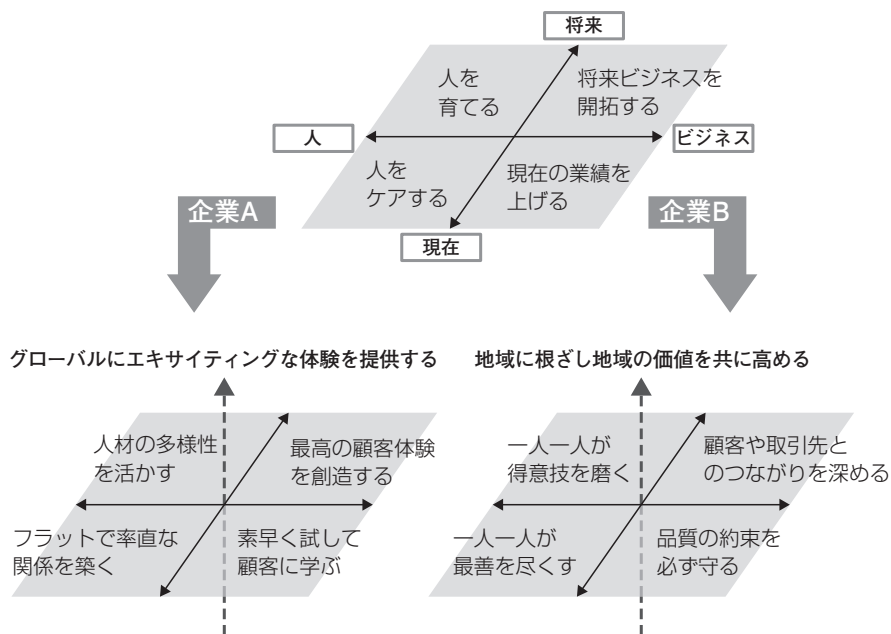 将来
人を
育てる
将来ビジネスを
開拓する
人
ビジネス
人を
ケアする
現在の業績を
上げる
現在
企業A
企業B
グローバルにエキサイティングな体験を提供する
人材の多様性
を活かす
最高の顧客体験
を創造する
フラットで率直な
関係を築く
素早く試して
顧客に学ぶ
地域に根ざし地域の価値を共に高める
一人一人が
得意技を磨く
顧客や取引先と
のつながりを深める
一人一人が
最善を尽くす
品質の約束を
必ず守る